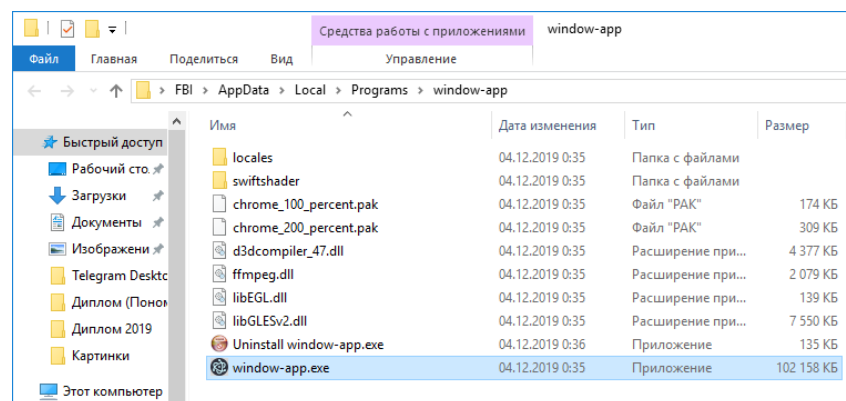 Средства работы с приложениями window-app
Файл Главная Поделиться Вид Управление
FBI > AppData > Local > Programs > window-app
Имя Дата изменения Тип Размер
Быстрый доступ
Рабочий сто.
Загрузки
Документы
Изображени
Telegram Desktc
Диплом (Поном
Диплом 2019
Картинки
Этот компьютер
locales 04.12.2019 0:35 Папка с файлами
swiftshader 04.12.2019 0:35 Папка с файлами
chrome_100_percent.pak 04.12.2019 0:35 Файл "PAK" 174 КБ
chrome_200_percent.pak 04.12.2019 0:35 Файл "PAK" 309 КБ
d3dcompiler_47.dll 04.12.2019 0:35 Расширение при... 4 377 КБ
ffmpeg.dll 04.12.2019 0:35 Расширение при... 2 079 КБ
libEGL.dll 04.12.2019 0:35 Расширение при... 139 КБ
libGLESv2.dll 04.12.2019 0:35 Расширение при... 7 550 КБ
Uninstall window-app.exe 04.12.2019 0:36 Приложение 135 КБ
window-app.exe 04.12.2019 0:35 Приложение 102 158 КБ